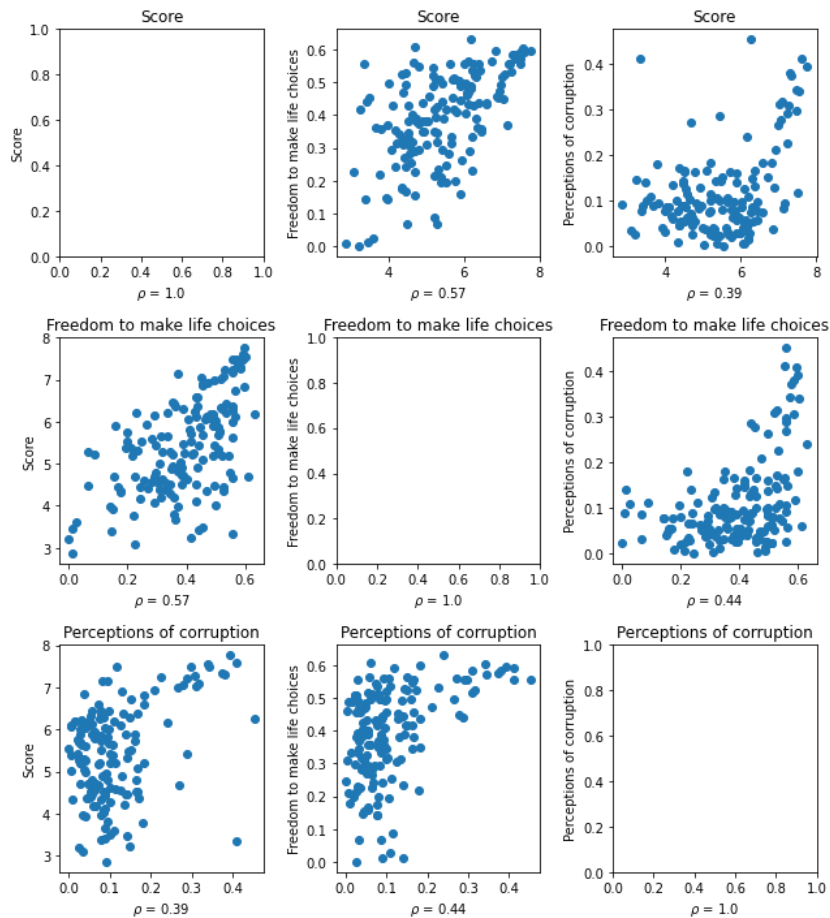 Score
1.0
0.8
0.6
0.4
0.2
0.0
Score
0.0 0.2 0.4 0.6 0.8 1.0
ρ = 1.0
Score
0.6
0.5
0.4
0.3
0.2
0.1
0.0
Freedom to make life choices
4 6 8
ρ = 0.57
Score
0.4
0.3
0.2
0.1
0.0
Perceptions of corruption
4 6 8
ρ = 0.39
Freedom to make life choices
8
7
6
5
4
3
Score
0.0 0.2 0.4 0.6
ρ = 0.57
Freedom to make life choices
1.0
0.8
0.6
0.4
0.2
0.0
Freedom to make life choices
0.0 0.2 0.4 0.6 0.8 1.0
ρ = 1.0
Freedom to make life choices
0.4
0.3
0.2
0.1
0.0
Perceptions of corruption
0.0 0.2 0.4 0.6
ρ = 0.44
Perceptions of corruption
8
7
6
5
4
3
Score
0.0 0.1 0.2 0.3 0.4
ρ = 0.39
Perceptions of corruption
0.6
0.5
0.4
0.3
0.2
0.1
0.0
Freedom to make life choices
0.0 0.1 0.2 0.3 0.4
ρ = 0.44
Perceptions of corruption
1.0
0.8
0.6
0.4
0.2
0.0
Perceptions of corruption
0.0 0.2 0.4 0.6 0.8 1.0
ρ = 1.0